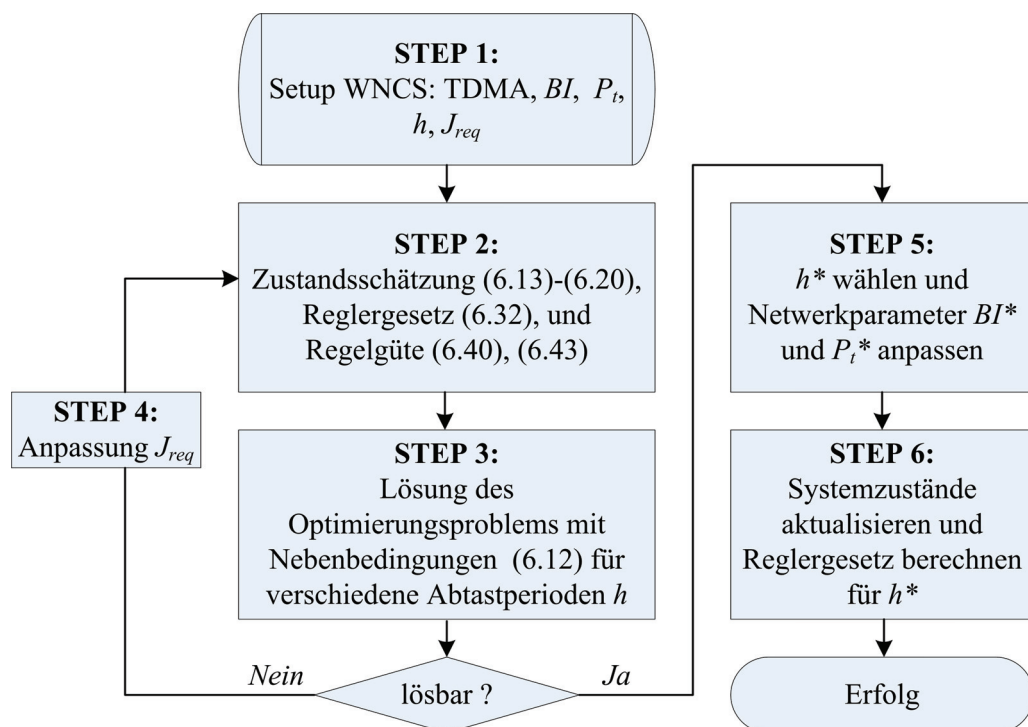 STEP 1:
Setup WNCS: TDMA, BI, Pt,
h, Jreq
STEP 2:
Zustandsschätzung (6.13)-(6.20),
Reglergesetz (6.32), und
Regelgüte (6.40), (6.43)
STEP 4:
Anpassung Jreq
STEP 3:
Lösung des
Optimierungsproblems mit
Nebenbedingungen (6.12) für
verschiedene Abtastperioden h
Nein
lösbar ?
Ja
STEP 5:
h* wählen und
Netwerkparameter BI*
und Pt* anpassen
STEP 6:
Systemzustände
aktualisieren und
Reglergesetz berechnen
für h*
Erfolg